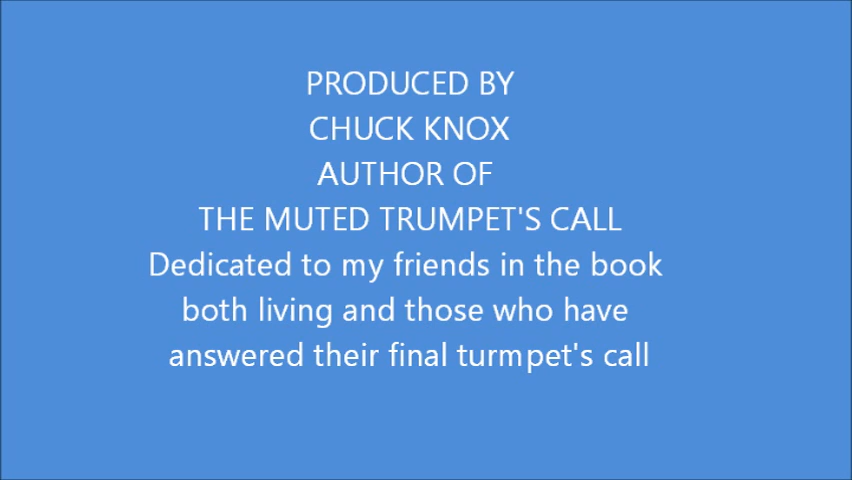 PRODUCED BY
CHUCK KNOX
AUTHOR OF
THE MUTED TRUMPET'S CALL
Dedicated to my friends in the book
both living and those who have
answered their final turmpet's call